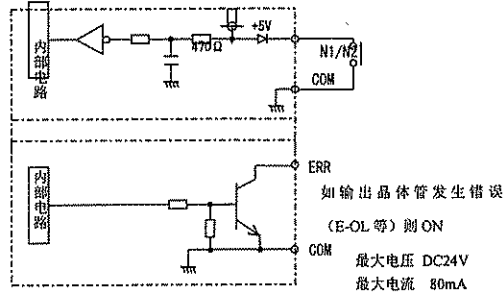 内部电路
+5V
470Ω
N1/N2
COM
内部电路
ERR
如输出晶体管发生错误
(E-OL 等) 则ON
COM
最大电压 DC24V
最大电流 80mA